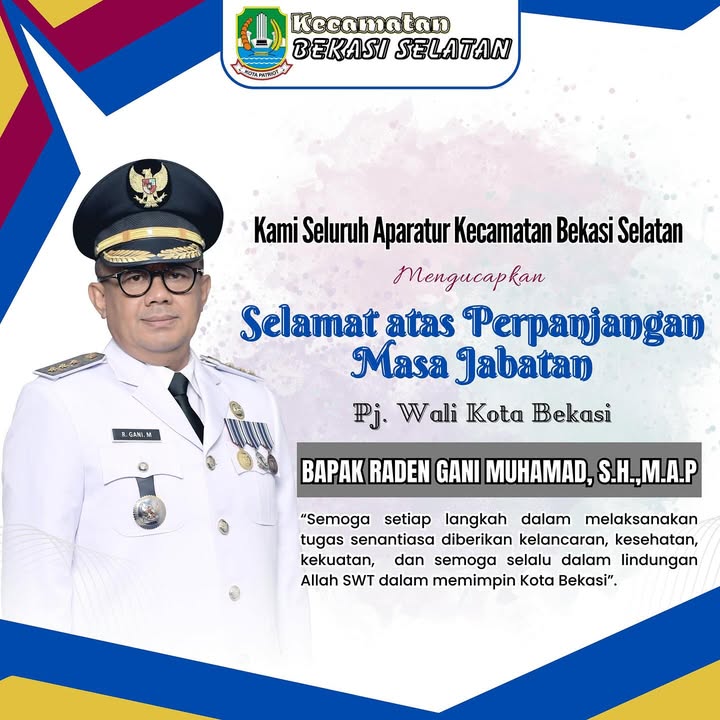 Kecamatan
BEKASI SELATAN
KOTA PATRIOT
Kami Seluruh Aparatur Kecamatan Bekasi Selatan
Mengucapkan
Selamat atas Perpanjangan
Masa Jabatan
Pj. Wali Kota Bekasi
R. GANI. M
BAPAK RADEN GANI MUHAMAD, S.H.,M.A.P
“Semoga setiap langkah dalam melaksanakan
tugas senantiasa diberikan kelancaran, kesehatan,
kekuatan, dan semoga selalu dalam lindungan
Allah SWT dalam memimpin Kota Bekasi”.